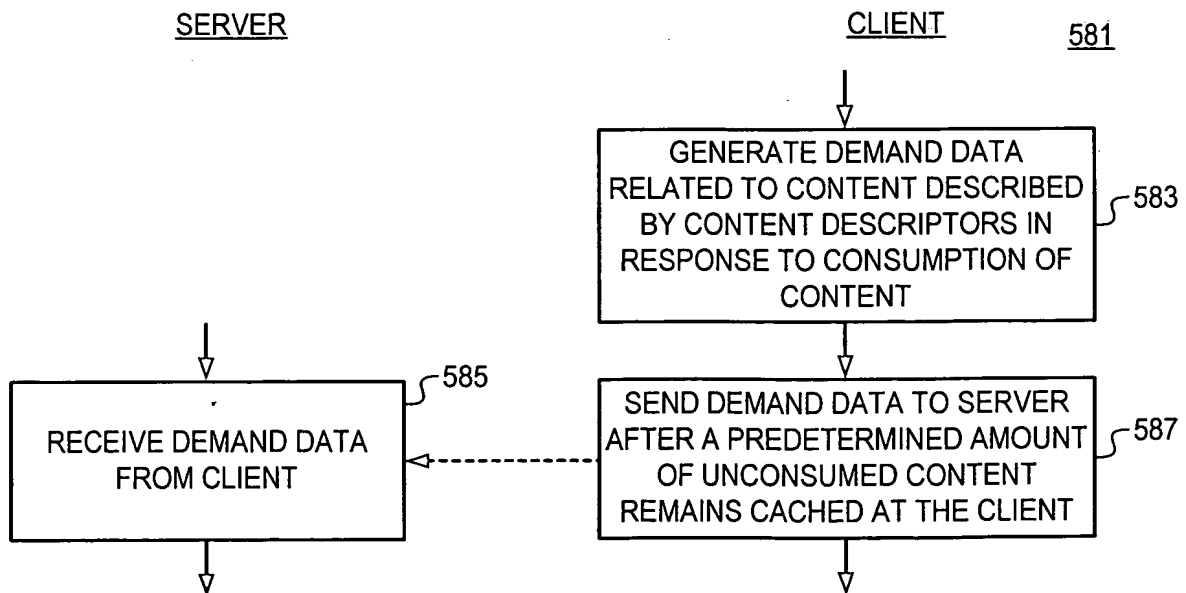 SERVER
CLIENT
581
GENERATE DEMAND DATA
RELATED TO CONTENT DESCRIBED
BY CONTENT DESCRIPTORS IN
RESPONSE TO CONSUMPTION OF
CONTENT
583
585
RECEIVE DEMAND DATA
FROM CLIENT
SEND DEMAND DATA TO SERVER
AFTER A PREDETERMINED AMOUNT
OF UNCONSUMED CONTENT
REMAINS CACHED AT THE CLIENT
587